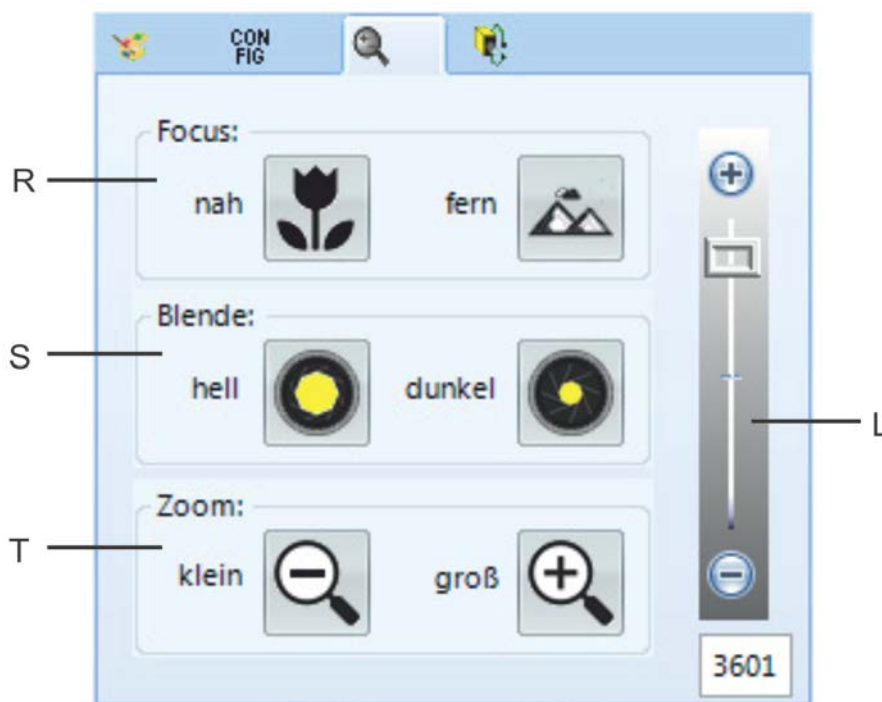 CON
FIG
Focus:
R
nah
fern
Blende:
S
hell
dunkel
L
Zoom:
T
klein
groß
3601